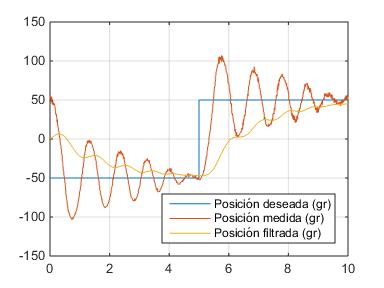 150
100
50
0
-50
-100
-150
0 2 4 6 8 10
Posición deseada (gr)
Posición medida (gr)
Posición filtrada (gr)